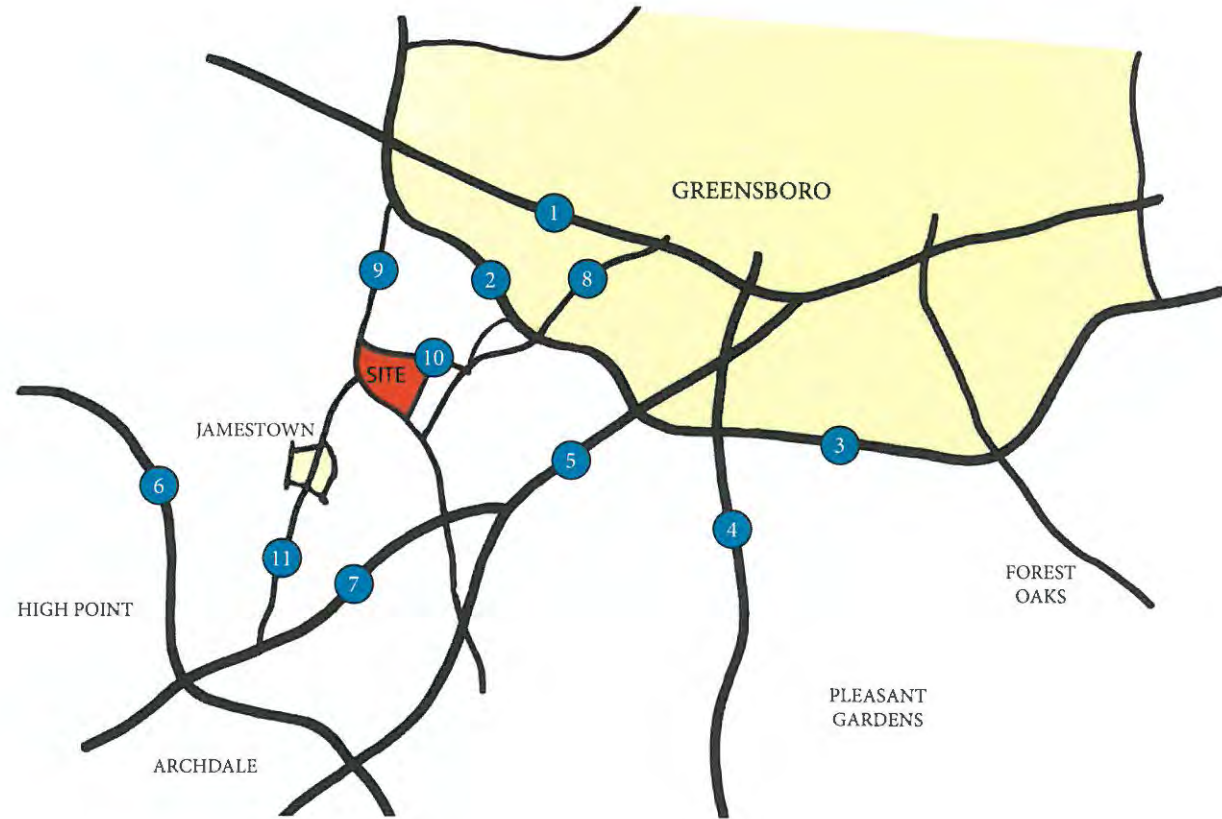 GREENSBORO
1
9
2
8
10
SITE
JAMESTOWN
3
5
6
4
11
7
FOREST
OAKS
HIGH POINT
PLEASANT
GARDENS
ARCHDALE